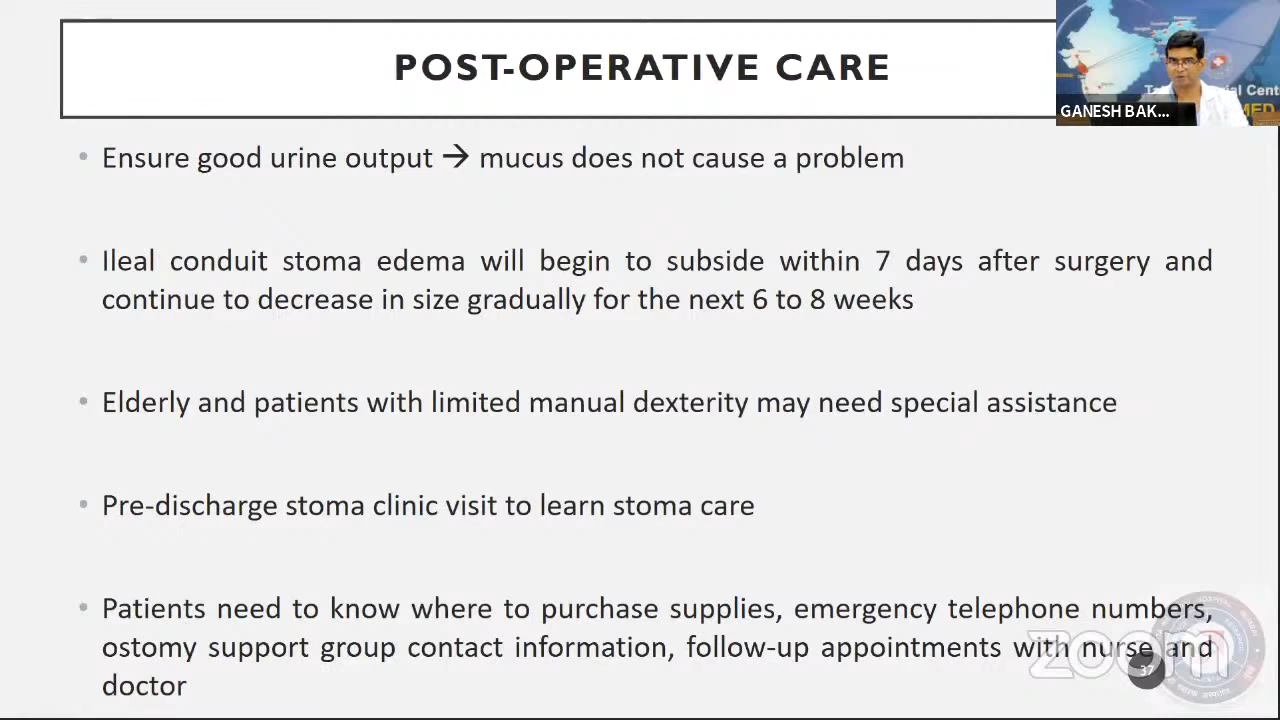 POST-OPERATIVE CARE
GANESH BAK...
• Ensure good urine output → mucus does not cause a problem
• Ileal conduit stoma edema will begin to subside within 7 days after surgery and
continue to decrease in size gradually for the next 6 to 8 weeks
• Elderly and patients with limited manual dexterity may need special assistance
• Pre-discharge stoma clinic visit to learn stoma care
• Patients need to know where to purchase supplies, emergency telephone numbers,
ostomy support group contact information, follow-up appointments with nurse and
doctor
zoom
37